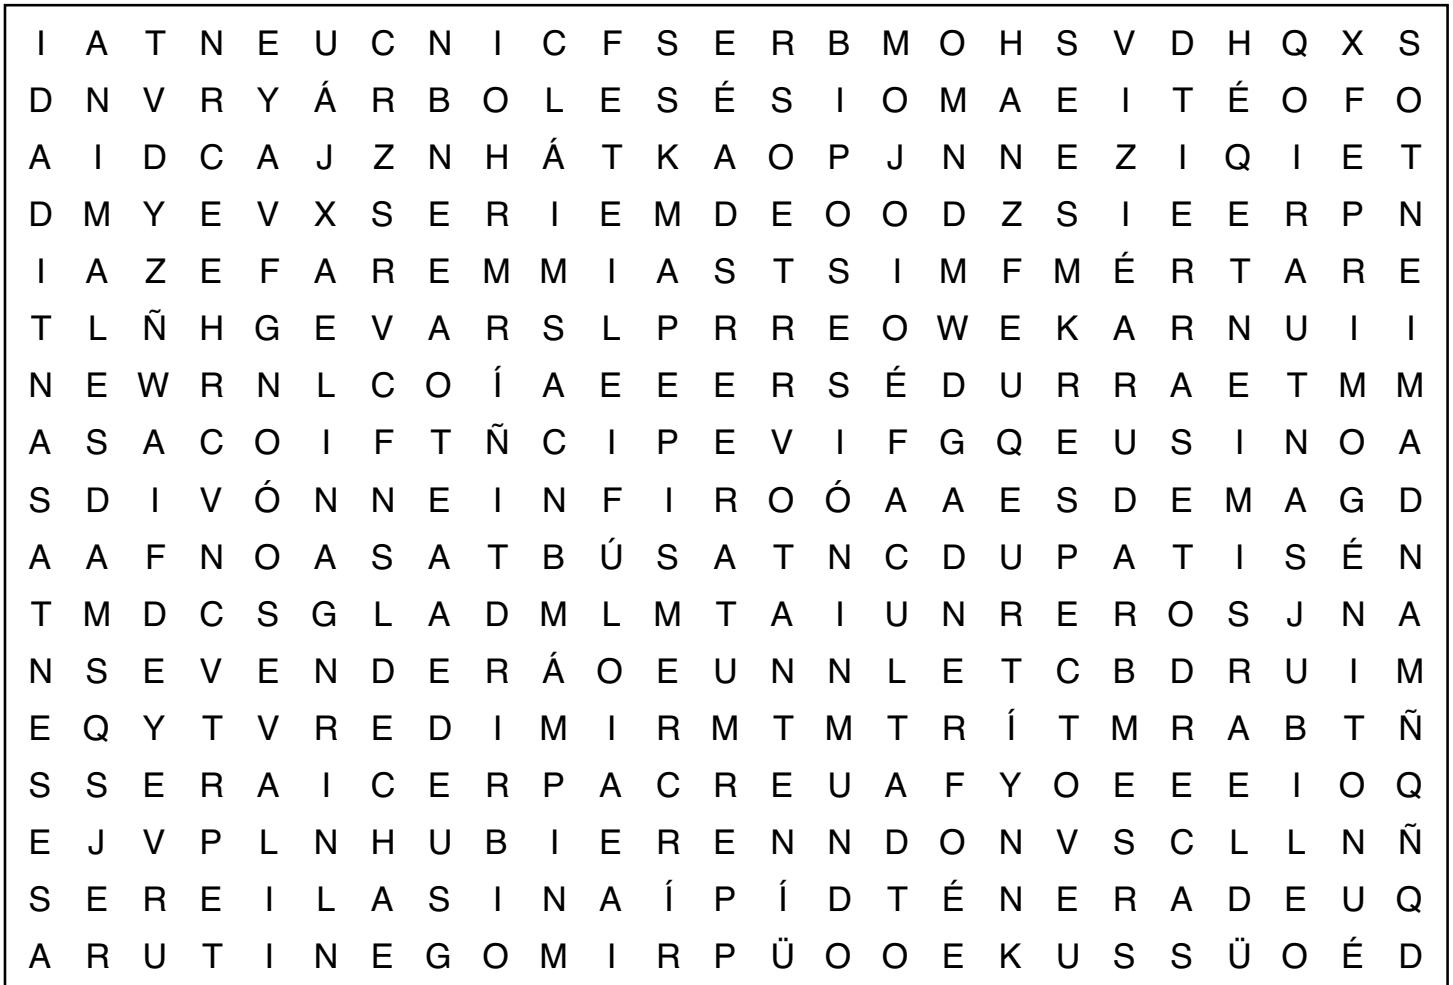 I A T N E U C N I C F S E R B M O H S V D H Q X S
D N V R Y Á R B O L E S É S I O M A E I T É O F O
A I D C A J Z N H Á T K A O P J N N E Z I Q I E T
D M Y E V X S E R I E M D E O O D Z S I E E R P N
I A Z E F A R E M M I A S T S I M F M É R T A R E
T L Ñ H G E V A R S L P R R E O W E K A R N U I I
N E W R N L C O Í A E E E R S É D U R R A E T M M
A S A C O I F T Ñ C I P E V I F G Q E U S I N O A
S D I V Ó N N E I N F I R O Ó A A E S D E M A G D
A A F N O A S A T B Ú S A T N C D U P A T I S É N
T M D C S G L A D M L M T A I U N R E R O S J N A
N S E V E N D E R Á O E U N N L E T C B D R U I M
E Q Y T V R E D I M I R M T M T R Í T M R A B T Ñ
S S E R A I C E R P A C R E U A F Y O E E E I O Q
E J V P L N H U B I E R E N N D O N V S C L L N Ñ
S E R E I L A S I N A Í P Í D T É N E R A D E U Q
A R U T I N E G O M I R P Ü O O E K U S S Ü O É D